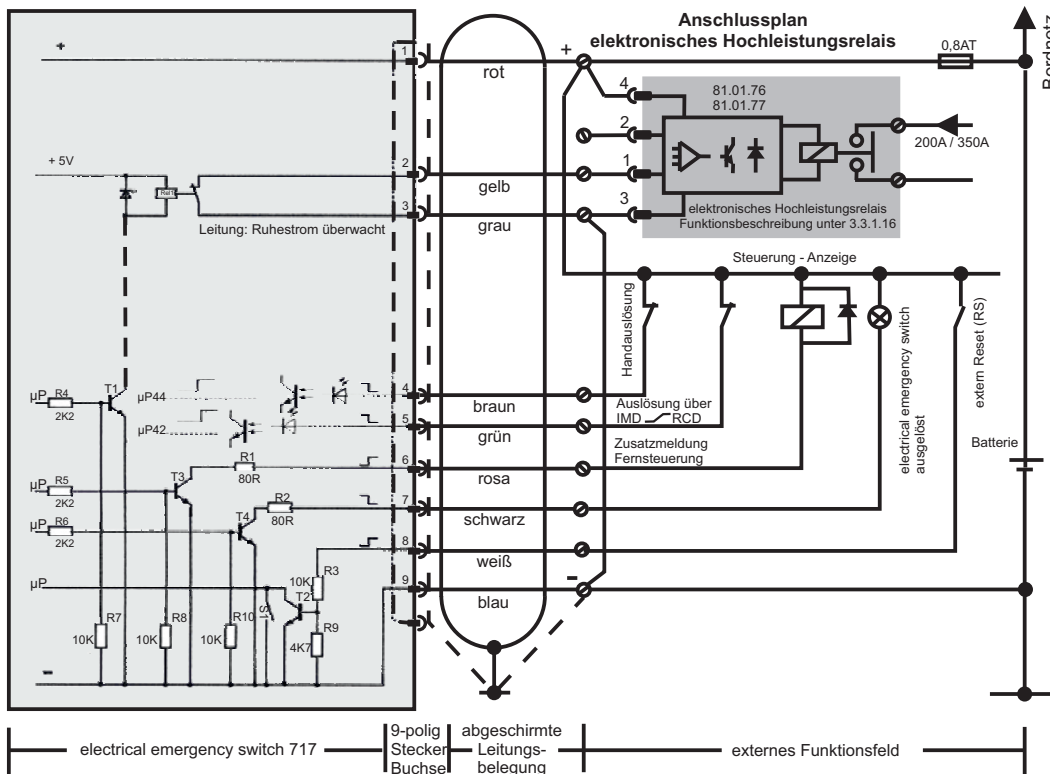 Anschlussplan
elektronisches Hochleistungsrelais
Bordnetz
+
1
rot
+
0,8AT
4
81.01.76
81.01.77
2
200A / 350A
1
3
elektronisches Hochleistungsrelais
Funktionsbeschreibung unter 3.3.1.16
+ 5V
Rel1
2
gelb
3
grau
Leitung: Ruhestrom überwacht
Steuerung - Anzeige
Handauslösung
electrical emergency switch
ausgelöst
extern Reset (RS)
Batterie
µP
R4
2K2
T1
µP44
4
braun
Auslösung über
IMD RCD
µP42
5
grün
Zusatzmeldung
Fernsteuerung
R1
80R
6
rosa
µP
R5
2K2
T3
R2
80R
7
schwarz
µP
R6
2K2
T4
8
weiß
R3
10K
µP
9
blau
-
S1
T2
R7
10K
R8
10K
R10
10K
R9
4K7
-
electrical emergency switch 717
9-polig
Stecker
Buchse
abgeschirmte
Leitungs-
belegung
externes Funktionsfeld